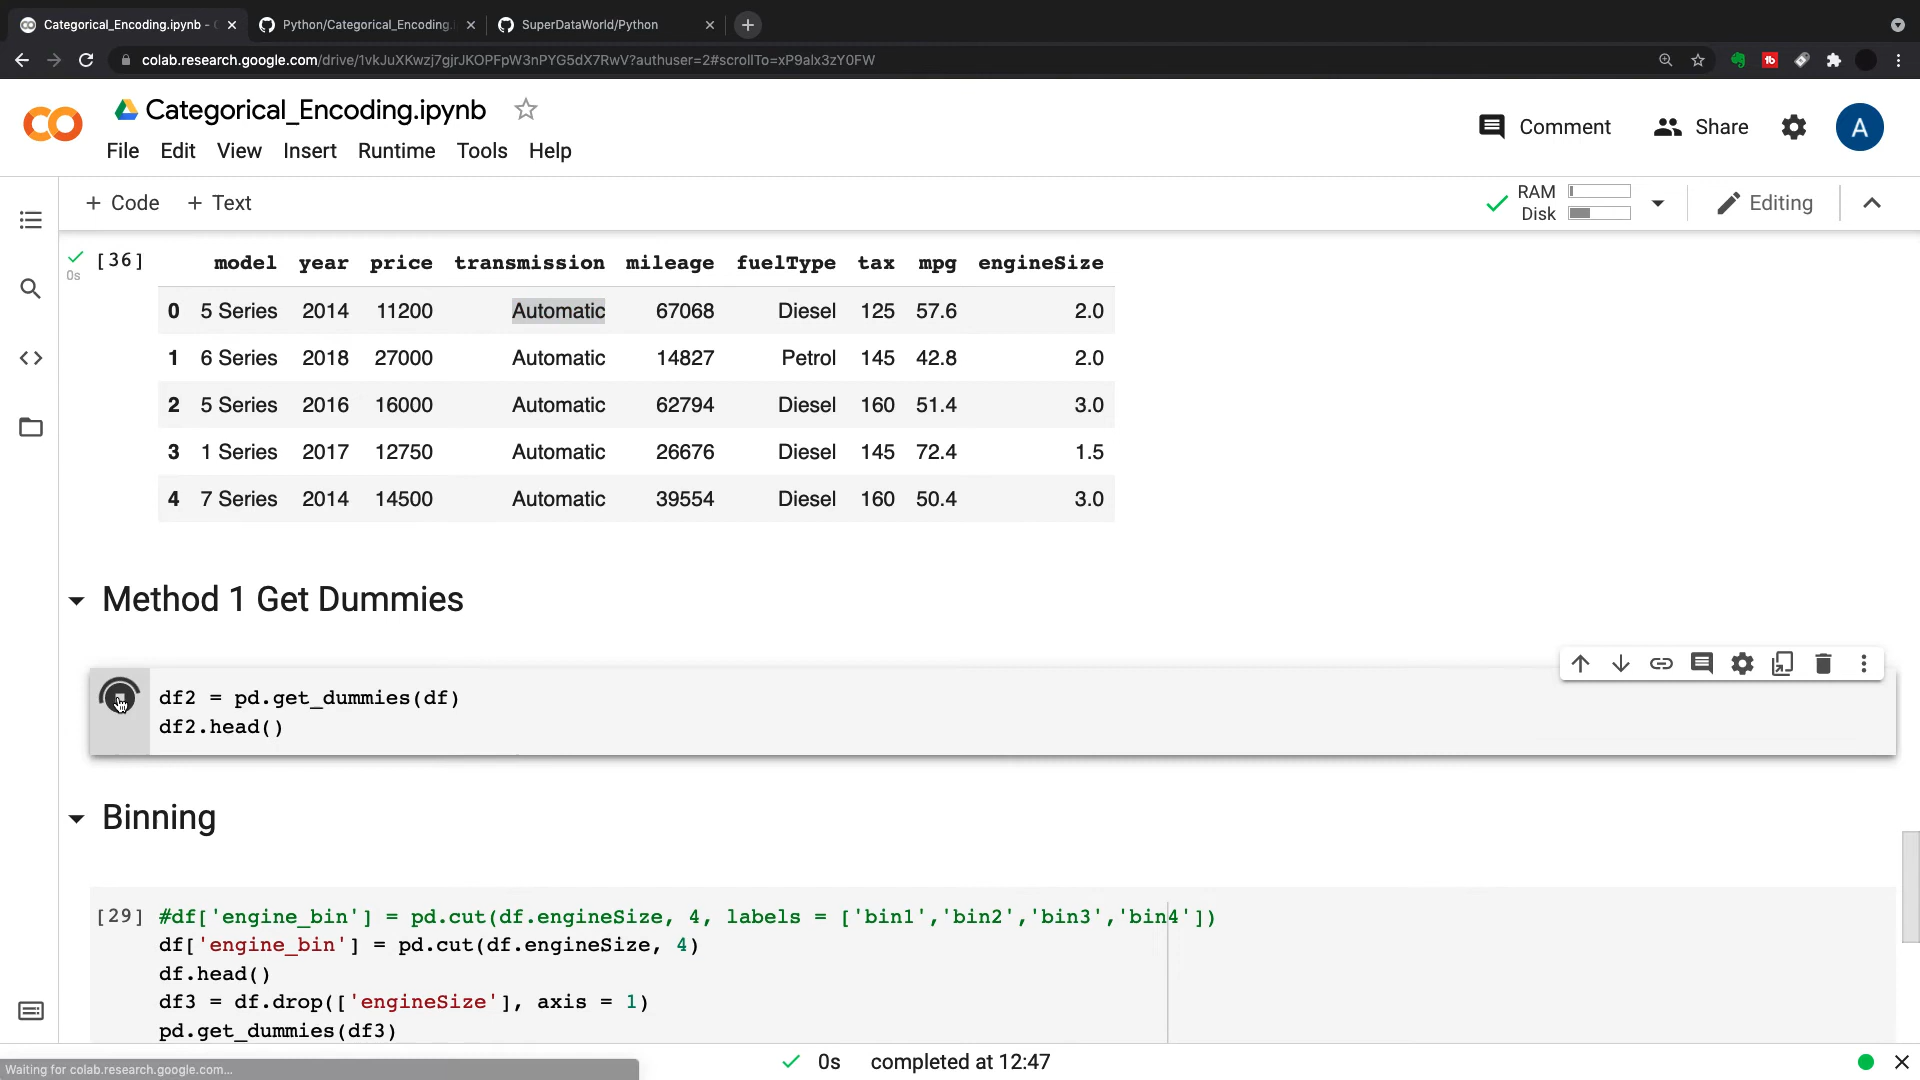 Categorical_Encoding.ipynb -
Python/Categorical_Encoding.
SuperDataWorld/Python
colab.research.google.com/drive/1vkJuXKwzj7gjrJKOPFpW3nPYG5dX7RwV?authuser=2#scrollTo=xP9alx3zY0FW
Categorical_Encoding.ipynb
File Edit View Insert Runtime Tools Help
Comment Share A
+ Code + Text
RAM
Disk
Editing
[36] model year price transmission mileage fuelType tax mpg engineSize
0s
0 5 Series 2014 11200 Automatic 67068 Diesel 125 57.6 2.0
1 6 Series 2018 27000 Automatic 14827 Petrol 145 42.8 2.0
2 5 Series 2016 16000 Automatic 62794 Diesel 160 51.4 3.0
3 1 Series 2017 12750 Automatic 26676 Diesel 145 72.4 1.5
4 7 Series 2014 14500 Automatic 39554 Diesel 160 50.4 3.0
Method 1 Get Dummies
df2 = pd.get_dummies(df)
df2.head()
Binning
[29] #df['engine_bin'] = pd.cut(df.engineSize, 4, labels = ['bin1','bin2','bin3','bin4'])
df['engine_bin'] = pd.cut(df.engineSize, 4)
df.head()
df3 = df.drop(['engineSize'], axis = 1)
pd.get_dummies(df3)
0s completed at 12:47
Waiting for colab.research.google.com...